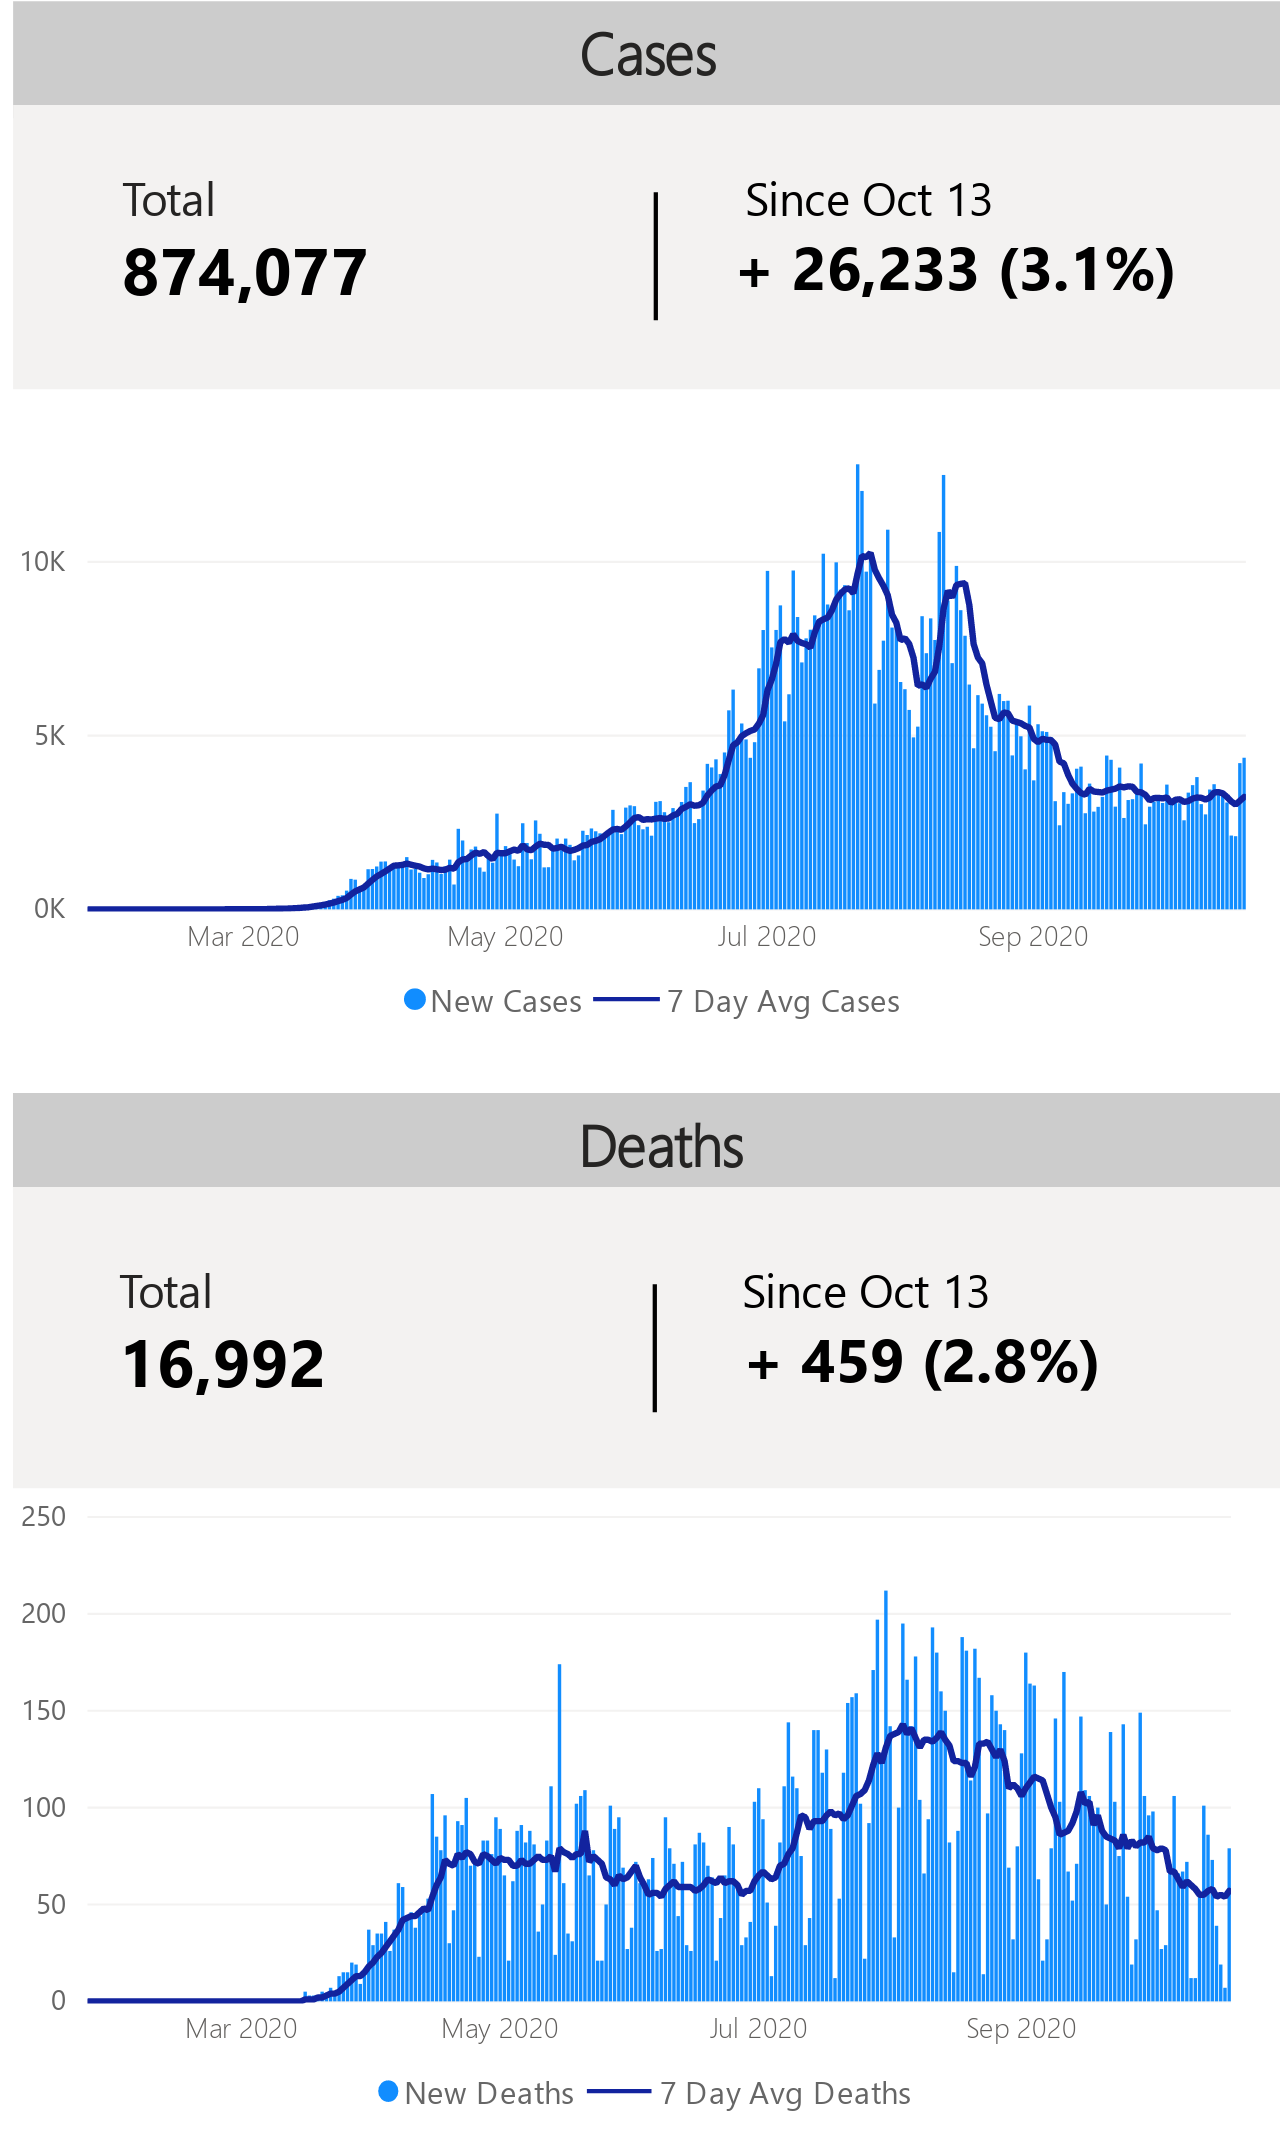 Cases
Total
Since Oct 13
874,077
+ 26,233 (3.1%)
10K
5K
0K
Mar 2020
May 2020
Jul 2020
Sep 2020
New Cases
7 Day Avg Cases
Deaths
Total
Since Oct 13
16,992
+ 459 (2.8%)
250
200
150
100
50
0
Mar 2020
May 2020
Jul 2020
Sep 2020
New Deaths
7 Day Avg Deaths